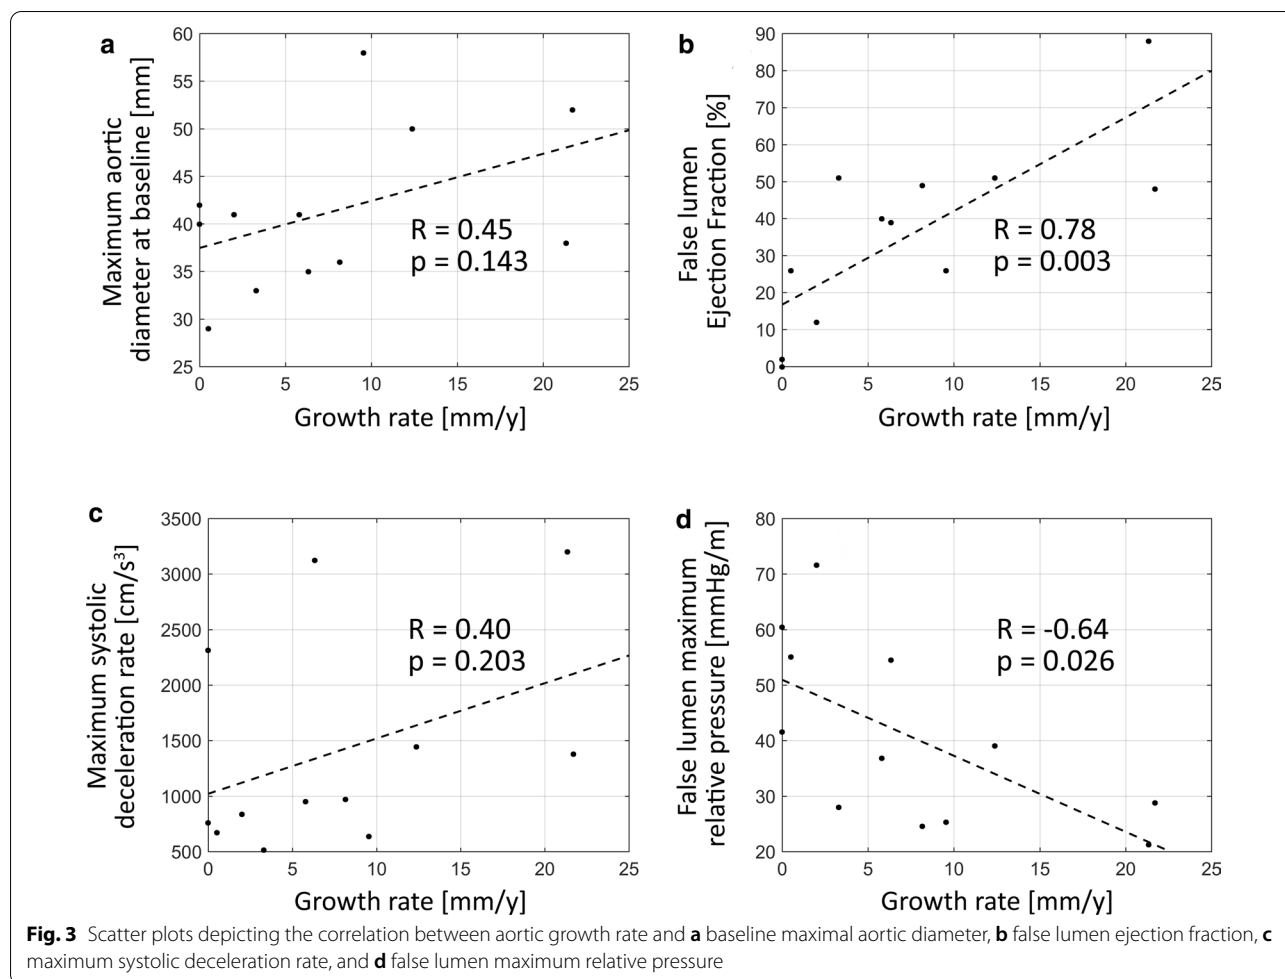 a
60
55
50
45
40
35
30
25
Maximum aortic
diameter at baseline [mm]
R = 0.45
p = 0.143
0 5 10 15 20 25
Growth rate [mm/y]
b
90
80
70
60
50
40
30
20
10
0
False lumen
Ejection Fraction [%]
R = 0.78
p = 0.003
0 5 10 15 20 25
Growth rate [mm/y]
c
3500
3000
2500
2000
1500
1000
500
Maximum systolic
deceleration rate [cm/s³]
R = 0.40
p = 0.203
0 5 10 15 20 25
Growth rate [mm/y]
d
80
70
60
50
40
30
20
False lumen maximum
relative pressure [mmHg/m]
R = -0.64
p = 0.026
0 5 10 15 20 25
Growth rate [mm/y]
Fig. 3 Scatter plots depicting the correlation between aortic growth rate and a baseline maximal aortic diameter, b false lumen ejection fraction, c
maximum systolic deceleration rate, and d false lumen maximum relative pressure